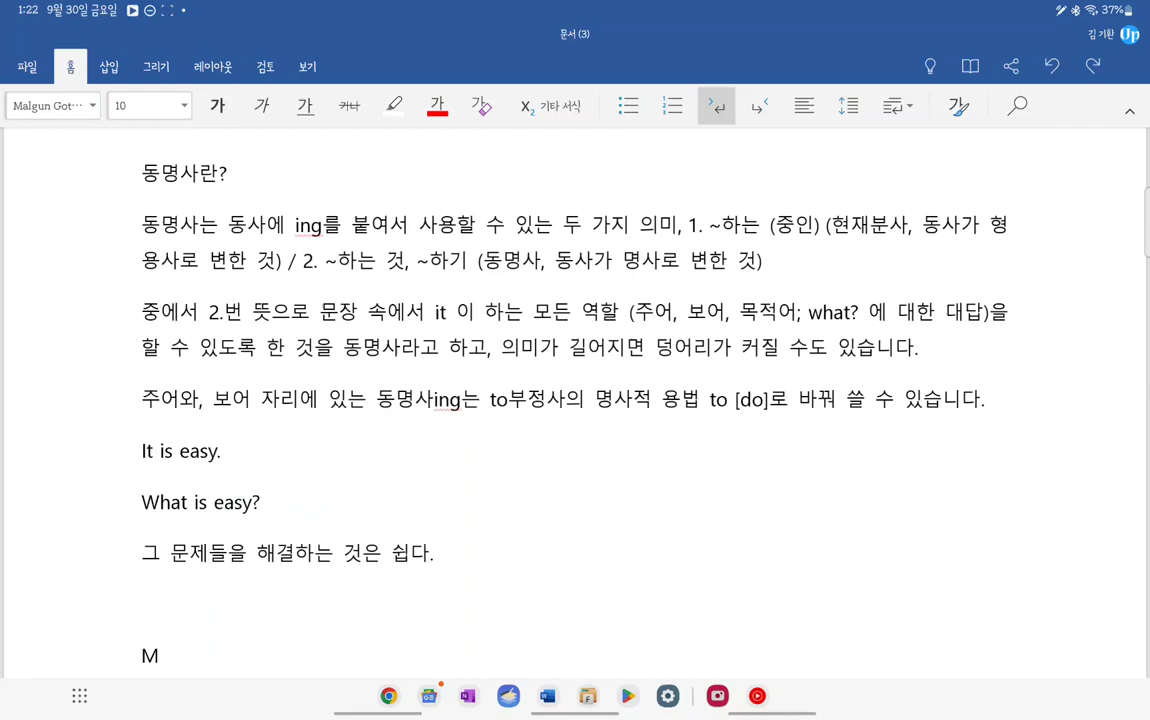 1:22 9월 30일 금요일
37%
문서 (3)
김 기환 Up
파일 홈 삽입 그리기 레이아웃 검토 보기
Malgun Got··· 10 가 가 가 가나 가 가 X₂ 기타 서식 가
동명사란?
동명사는 동사에 ing를 붙여서 사용할 수 있는 두 가지 의미, 1. ~하는 (중인) (현재분사, 동사가 형
용사로 변한 것) / 2. ~하는 것, ~하기 (동명사, 동사가 명사로 변한 것)
중에서 2.번 뜻으로 문장 속에서 it 이 하는 모든 역할 (주어, 보어, 목적어; what? 에 대한 대답)을
할 수 있도록 한 것을 동명사라고 하고, 의미가 길어지면 덩어리가 커질 수도 있습니다.
주어와, 보어 자리에 있는 동명사ing는 to부정사의 명사적 용법 to [do]로 바꿔 쓸 수 있습니다.
It is easy.
What is easy?
그 문제들을 해결하는 것은 쉽다.
M